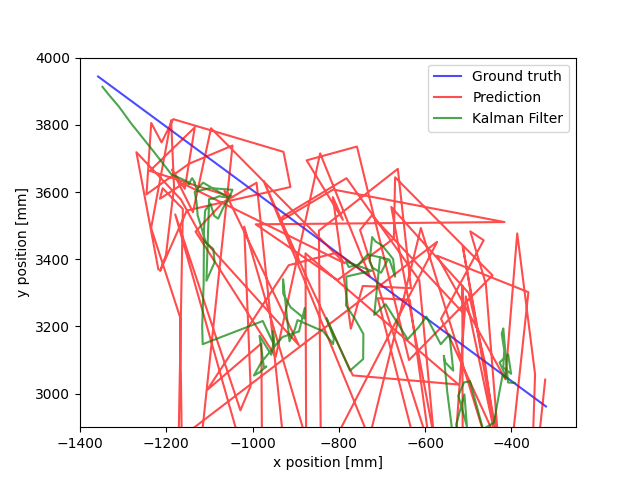 4000
3800
3600
3400
3200
3000
y position [mm]
Ground truth
Prediction
Kalman Filter
−1400 −1200 −1000 −800 −600 −400
x position [mm]